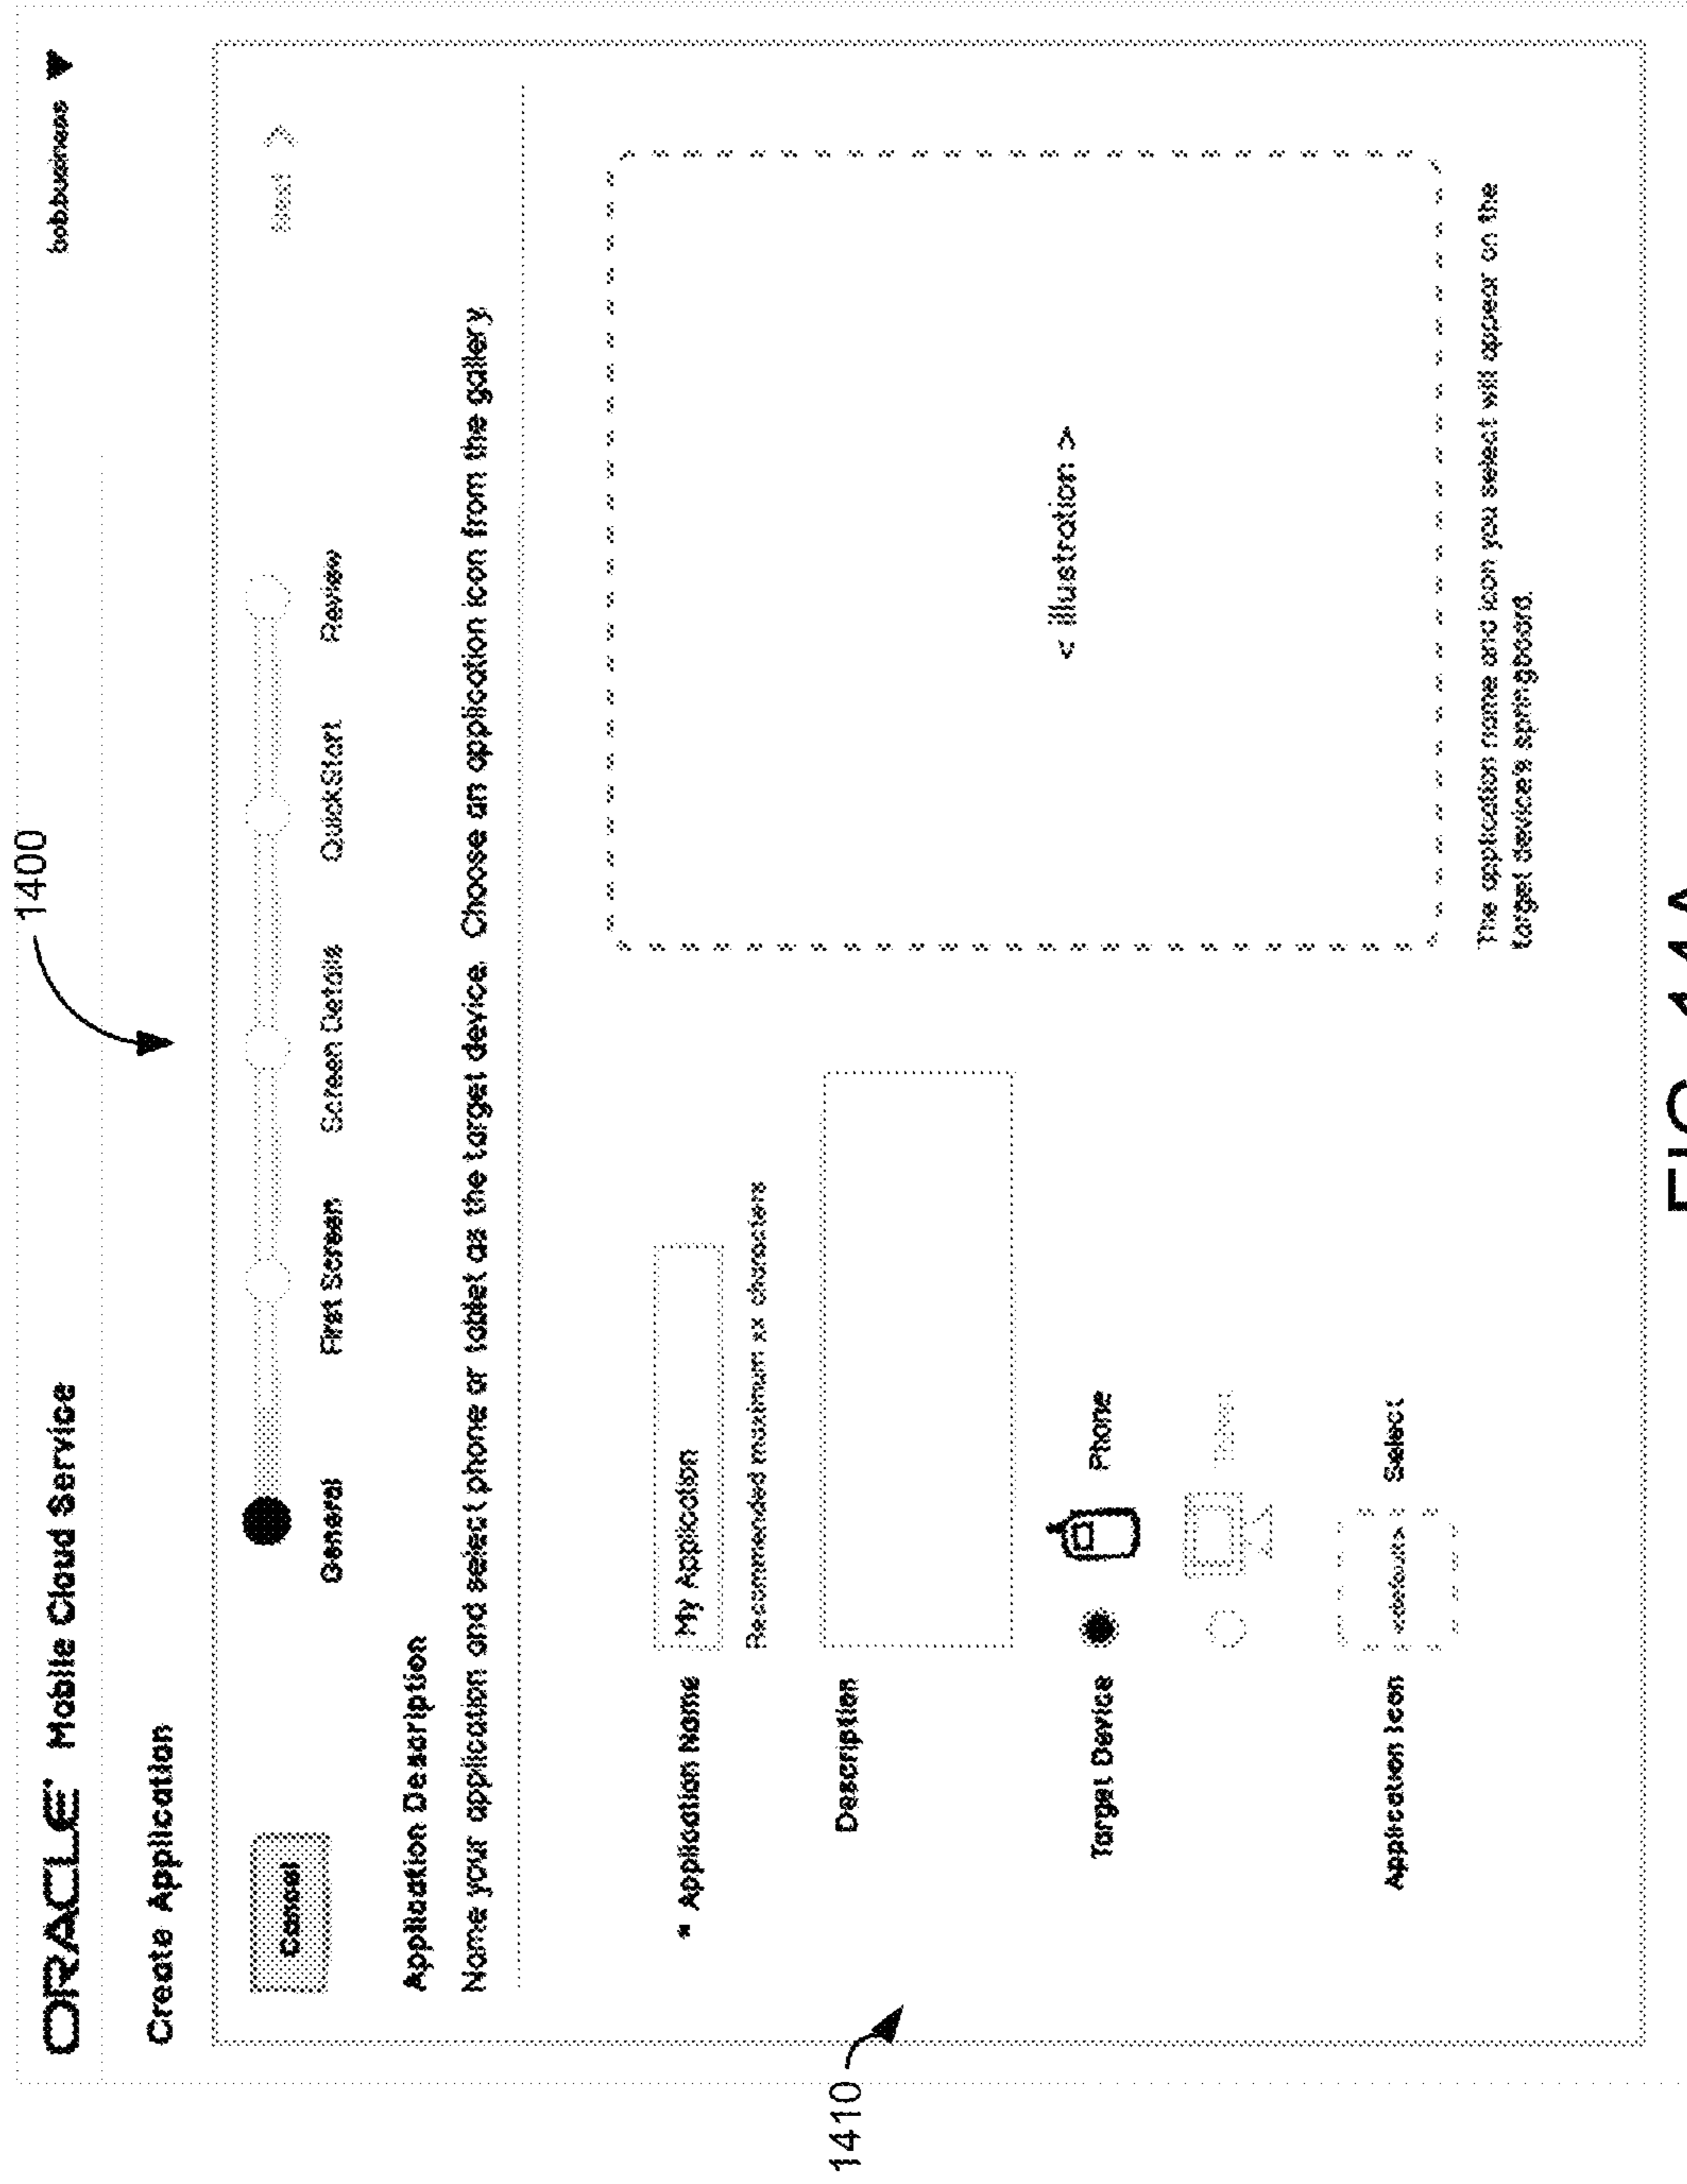 1400
ORACLE Mobile Cloud Service
bobbusiness
Create Application
Cancel
General
First Screen
Screen Details
QuickStart
Review
Next
Application Description
Name your application and select phone or tablet as the target device. Choose an application icon from the gallery.
1410
* Application Name
My Application
Recommended maximum xx characters
Description
Target Device
Phone
Application Icon
<default>
Select
< illustration >
The application name and icon you select will appear on the
target device's springboard.